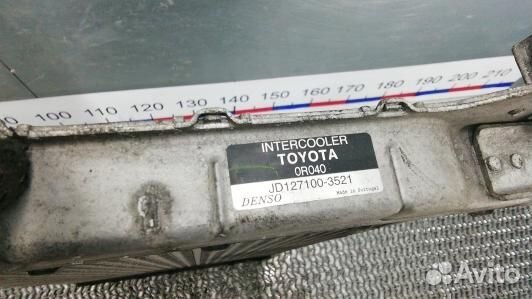 100 110 120 130 140 150 160 170 180 190 200 210
INTERCOOLER
TOYOTA
0R040
JD127100-3521
DENSO Made in Portugal
Avito